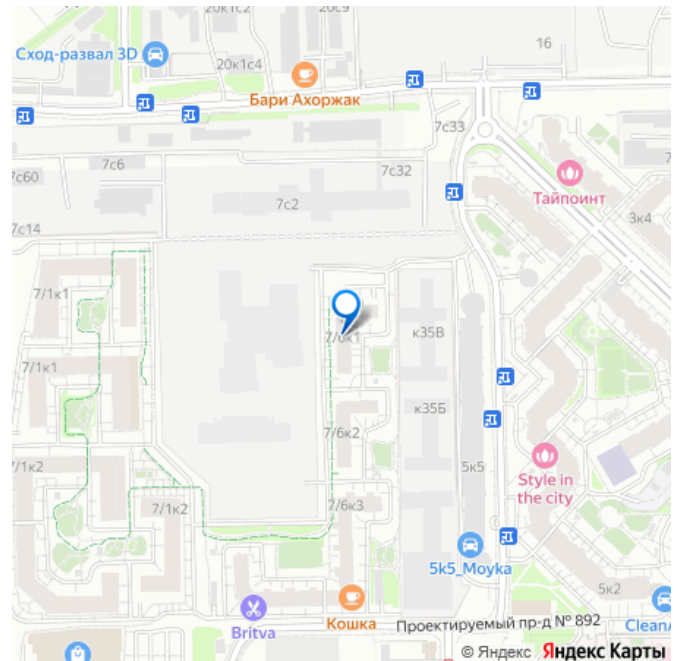 20к1с2
20с9
Сход-развал 3D
20к1с4
16
Бари Ахоржак
7с33
7с6
7с32
7с60
7с2
Тайпоинт
3к4
7с14
7/1к1
7/6к1
к35В
7/1к1
к35Б
7/6к2
7/1к2
5к5
Style in
the city
7/1к2
7/6к3
5k5_Moyka
5к2
Кошка
Проектируемый пр-д № 892
Britva
CleanA
© Яндекс Яндекс Карты